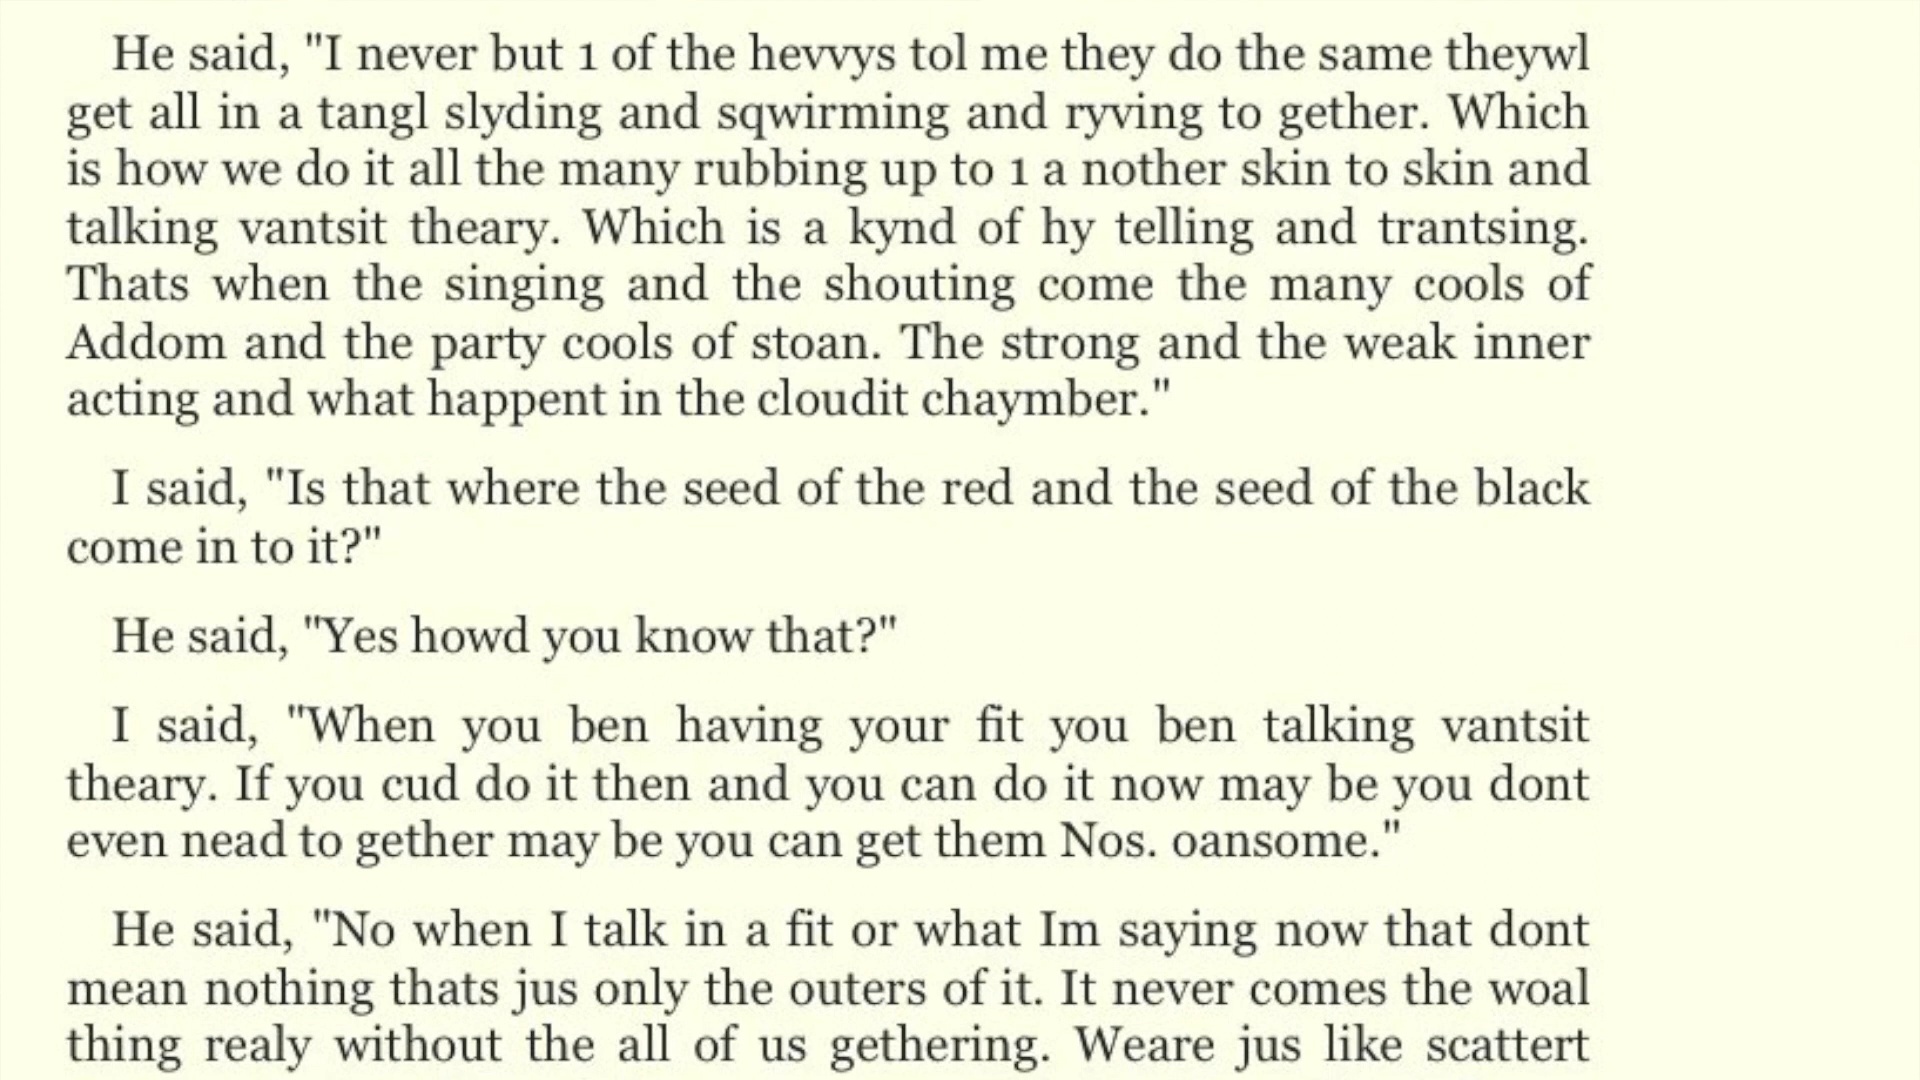 He said, "I never but 1 of the hevvys tol me they do the same theywl
get all in a tangl slyding and sqwirming and ryving to gether. Which
is how we do it all the many rubbing up to 1 a nother skin to skin and
talking vantsit theary. Which is a kynd of hy telling and trantsing.
Thats when the singing and the shouting come the many cools of
Addom and the party cools of stoan. The strong and the weak inner
acting and what happent in the cloudit chaymber."
I said, "Is that where the seed of the red and the seed of the black
come in to it?"
He said, "Yes howd you know that?"
I said, "When you ben having your fit you ben talking vantsit
theary. If you cud do it then and you can do it now may be you dont
even nead to gether may be you can get them Nos. oansome."
He said, "No when I talk in a fit or what Im saying now that dont
mean nothing thats jus only the outers of it. It never comes the woal
thing realy without the all of us gethering. Weare jus like scattert